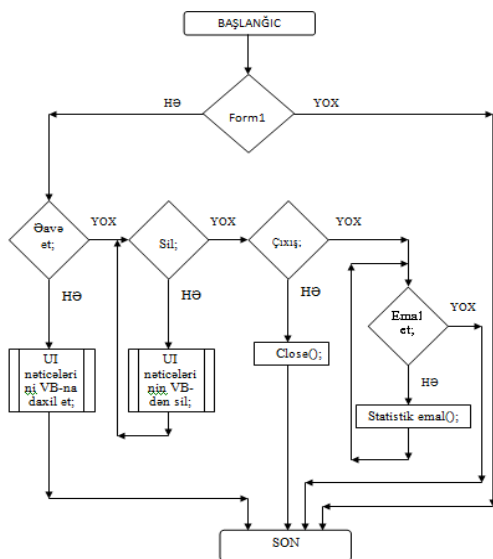 BAŞLANĞIC
HƏ
YOX
Form1
Əavə
et;
YOX
Sil;
YOX
Çıxış;
YOX
HƏ
HƏ
HƏ
Emal
et;
YOX
UI
nəticələri
ni VB-na
daxil et;
UI
nəticələri
nin VB-
dən sil;
Close();
HƏ
Statistik emal();
SON